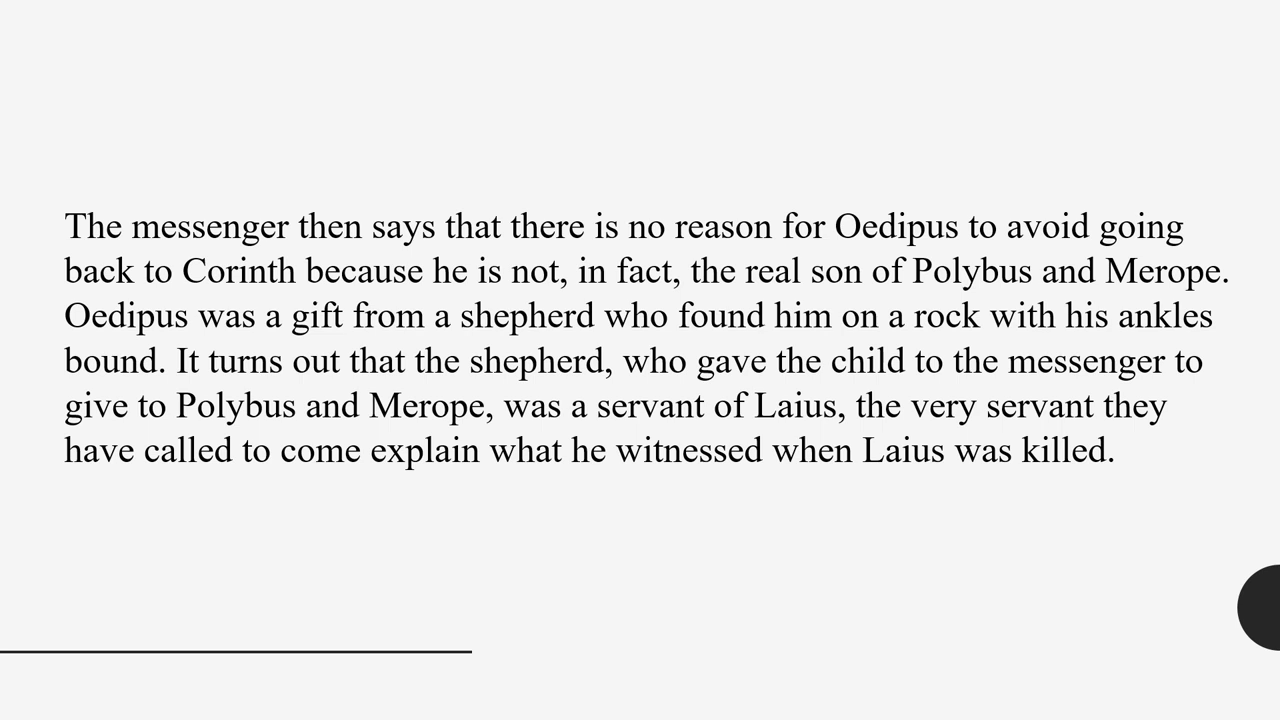 The messenger then says that there is no reason for Oedipus to avoid going
back to Corinth because he is not, in fact, the real son of Polybus and Merope.
Oedipus was a gift from a shepherd who found him on a rock with his ankles
bound. It turns out that the shepherd, who gave the child to the messenger to
give to Polybus and Merope, was a servant of Laius, the very servant they
have called to come explain what he witnessed when Laius was killed.